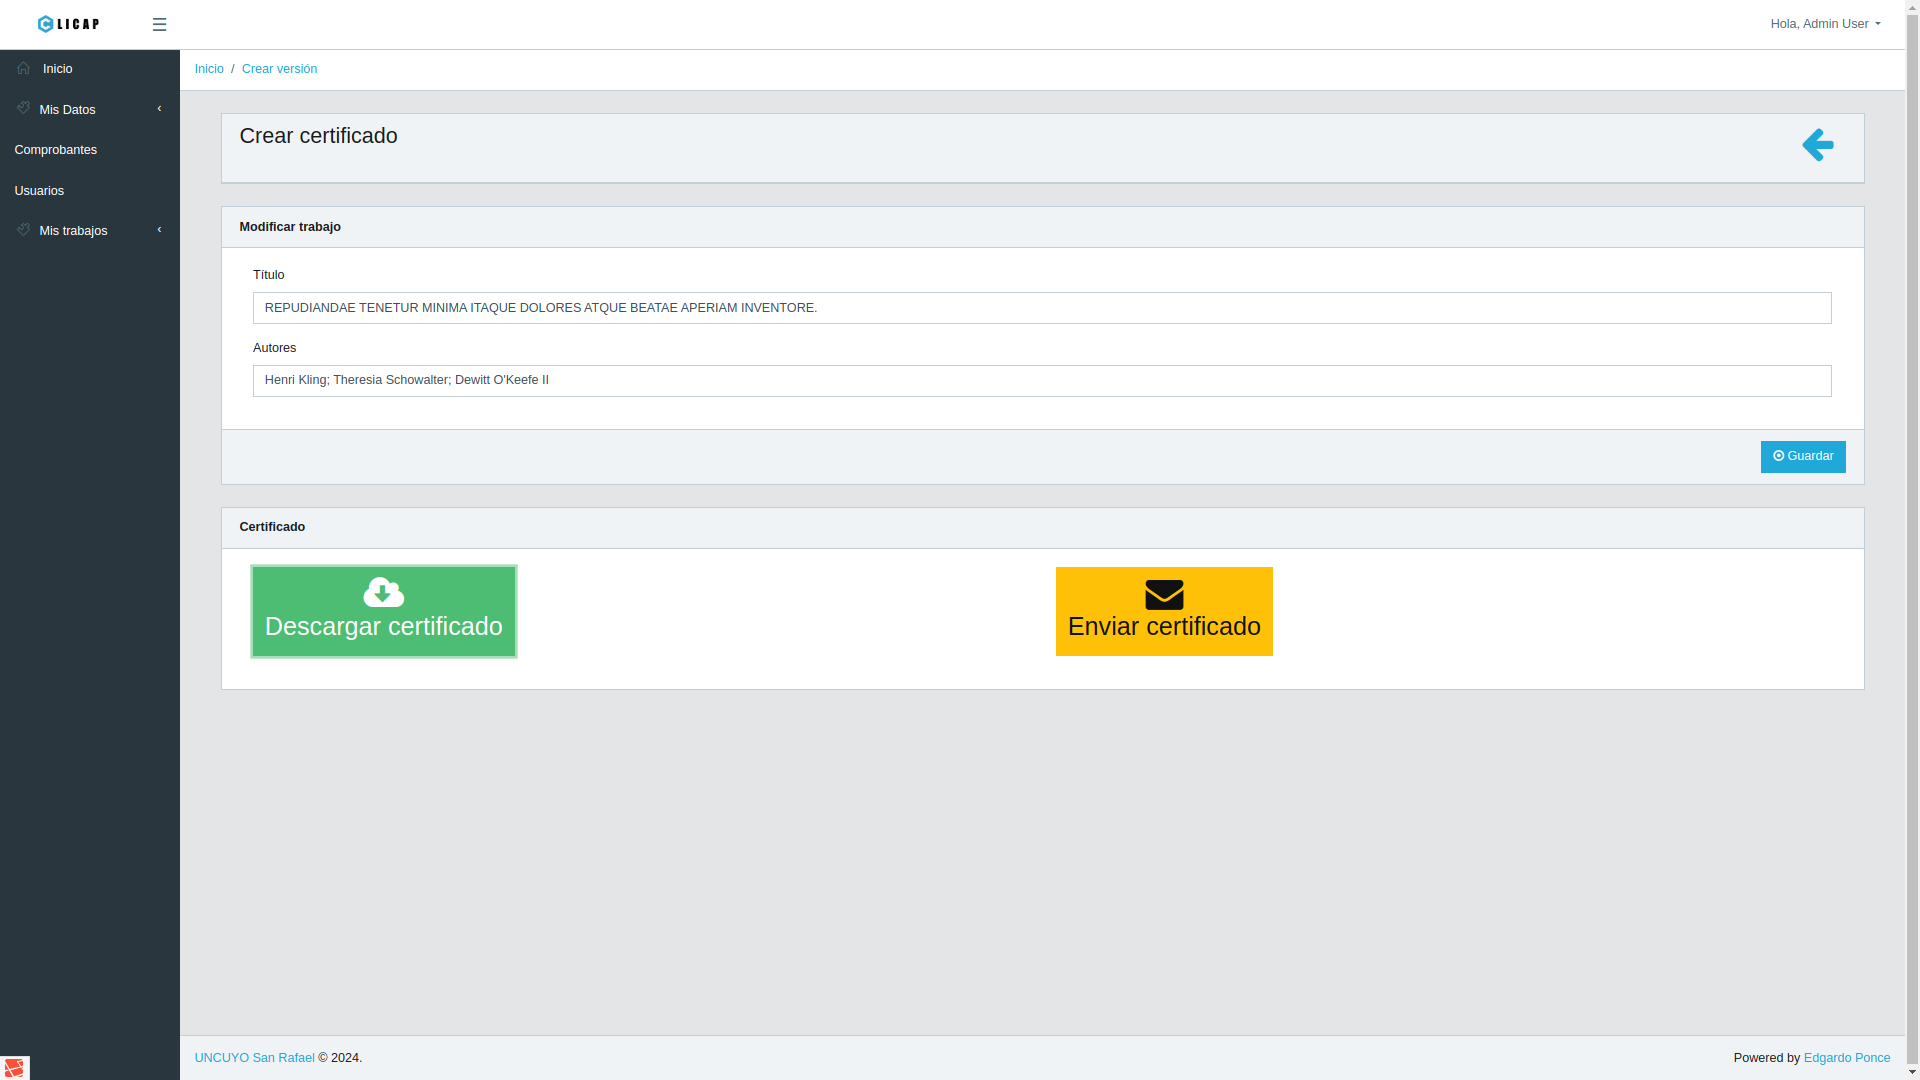 CLICAP
☰
Hola, Admin User
Inicio
Mis Datos
Comprobantes
Usuarios
Mis trabajos
Inicio / Crear versión
Crear certificado
Modificar trabajo
Título
REPUDIANDAE TENETUR MINIMA ITAQUE DOLORES ATQUE BEATAE APERIAM INVENTORE.
Autores
Henri Kling; Theresia Schowalter; Dewitt O'Keefe II
Guardar
Certificado
Descargar certificado
Enviar certificado
UNCUYO San Rafael © 2024.
Powered by Edgardo Ponce